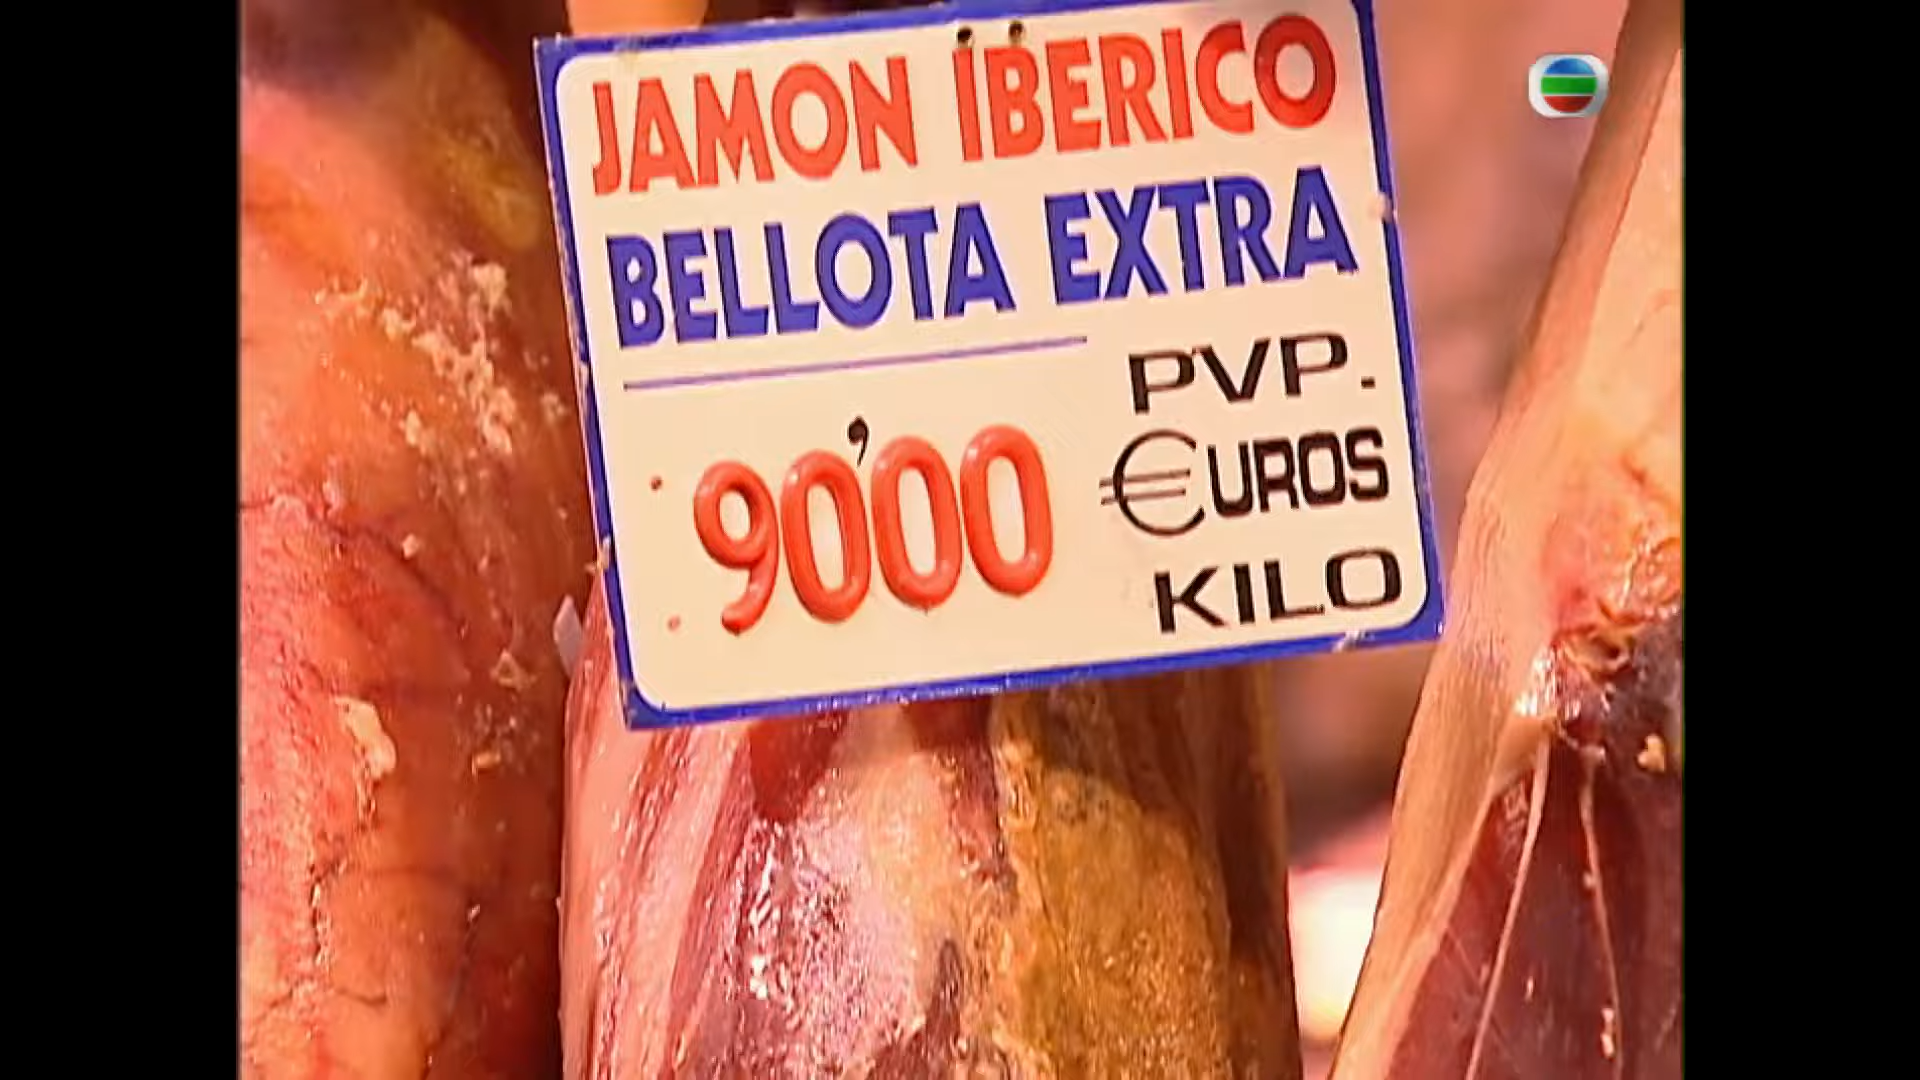 JAMON IBERICO
BELLOTA EXTRA
90'00
PVP.
€UROS
KILO